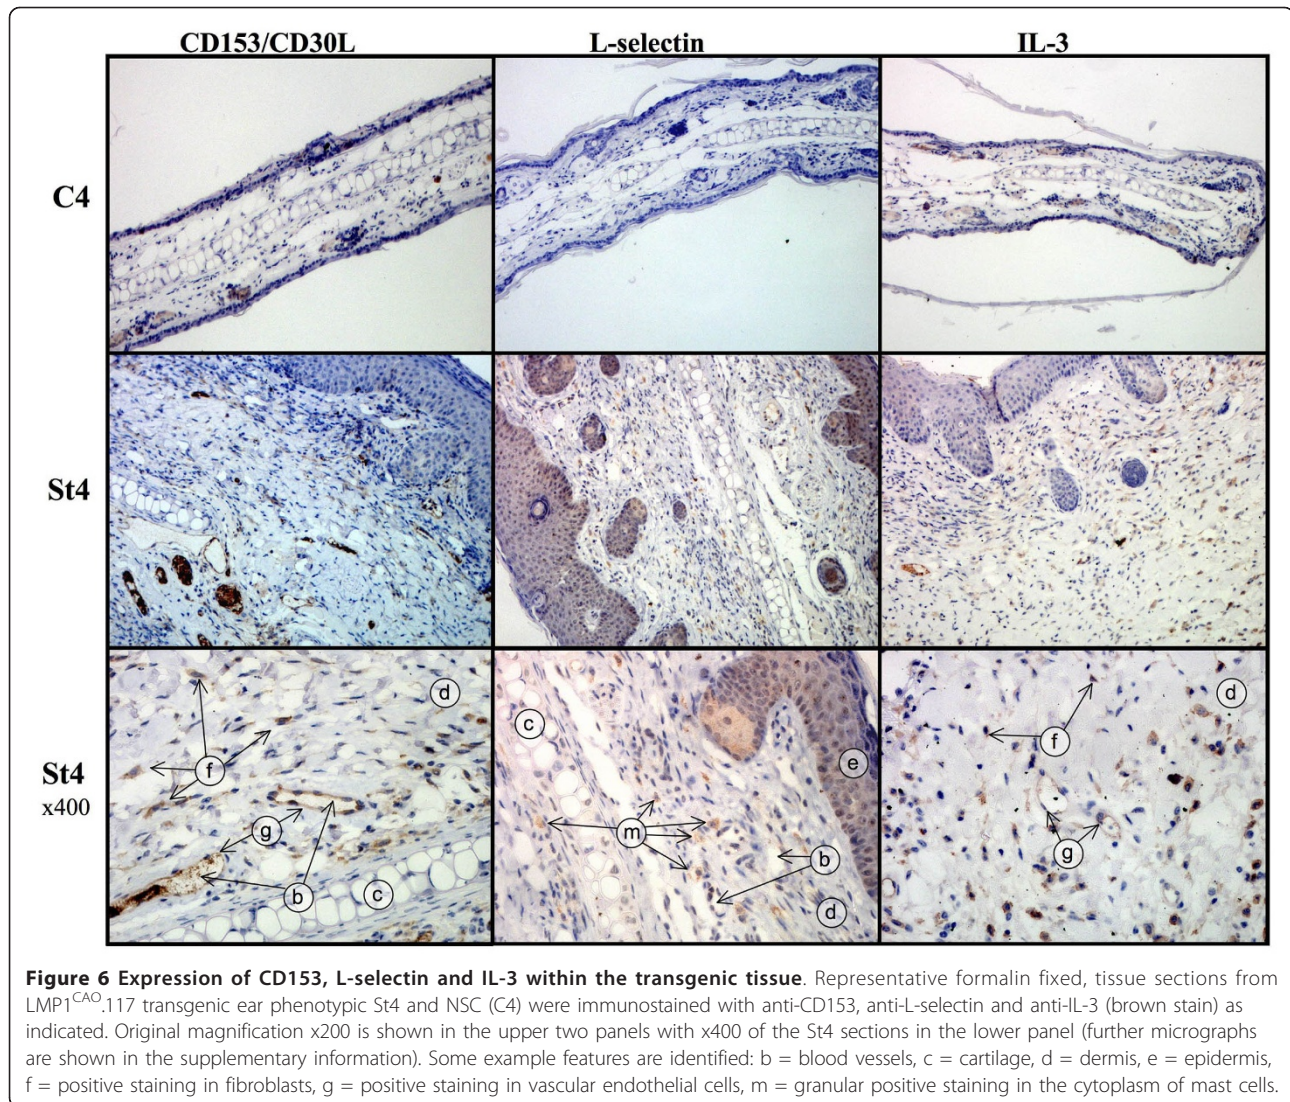 CD153/CD30L L-selectin IL-3
C4
St4
St4
x400
d
f
g
b
c
c
e
m
b
d
d
f
g
Figure 6 Expression of CD153, L-selectin and IL-3 within the transgenic tissue. Representative formalin fixed, tissue sections from
LMP1^CAO.117 transgenic ear phenotypic St4 and NSC (C4) were immunostained with anti-CD153, anti-L-selectin and anti-IL-3 (brown stain) as
indicated. Original magnification x200 is shown in the upper two panels with x400 of the St4 sections in the lower panel (further micrographs
are shown in the supplementary information). Some example features are identified: b = blood vessels, c = cartilage, d = dermis, e = epidermis,
f = positive staining in fibroblasts, g = positive staining in vascular endothelial cells, m = granular positive staining in the cytoplasm of mast cells.